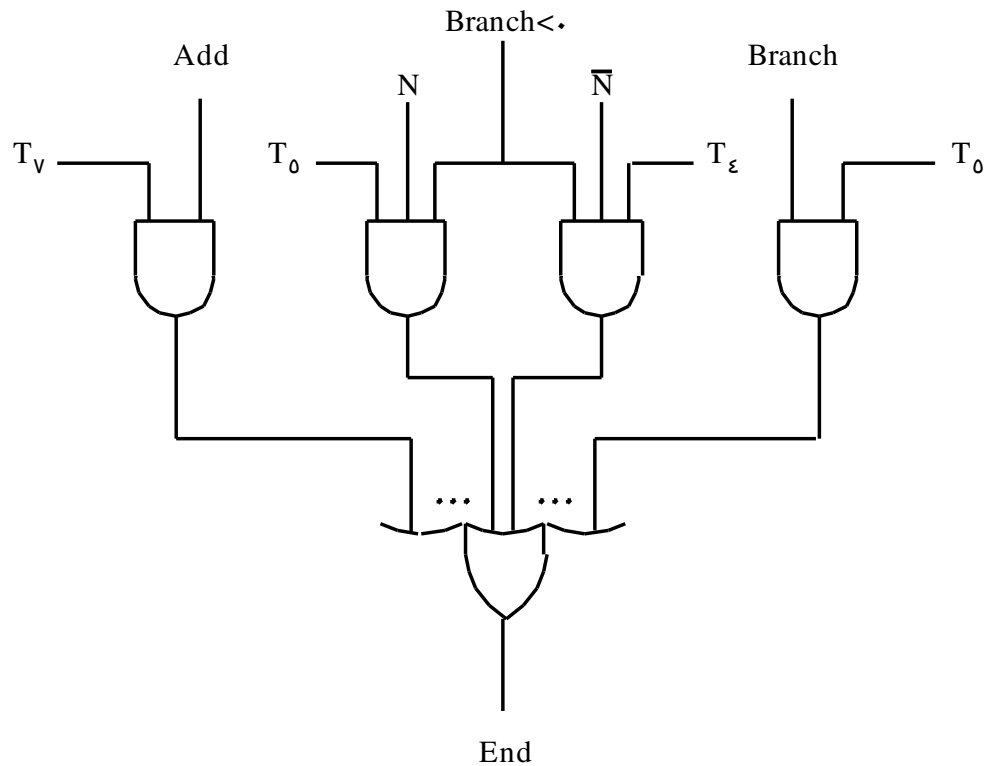 Branch<٠
Add
Branch
N
N̅
T٧
T٥
T٤
T٥
...
...
End